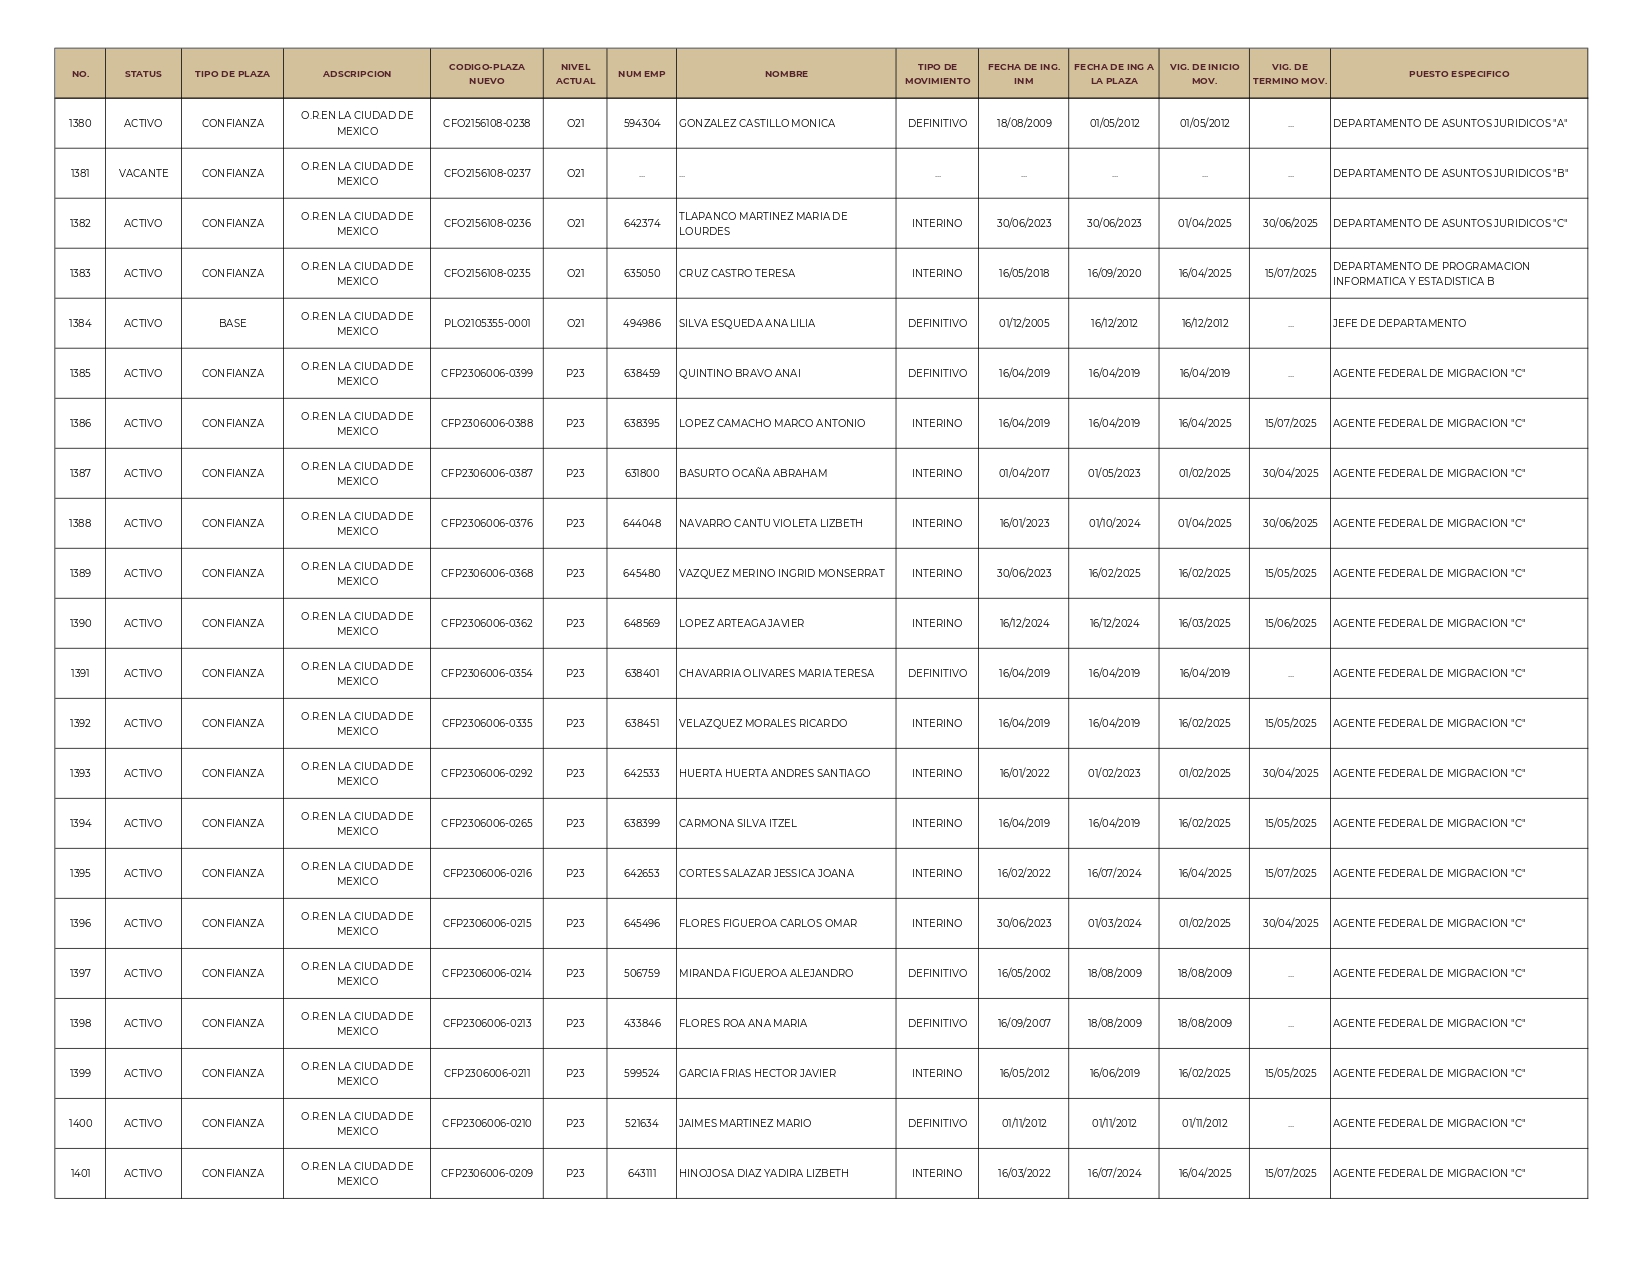 NO. STATUS TIPO DE PLAZA ADSCRIPCION CODIGO-PLAZA NUEVO NIVEL ACTUAL NUM EMP NOMBRE TIPO DE MOVIMIENTO FECHA DE ING. INM FECHA DE ING A LA PLAZA VIG. DE INICIO MOV. VIG. DE TERMINO MOV. PUESTO ESPECIFICO
1380 ACTIVO CONFIANZA O.R.EN LA CIUDAD DE MEXICO CFO2156108-0238 O21 594304 GONZALEZ CASTILLO MONICA DEFINITIVO 18/08/2009 01/05/2012 01/05/2012 ... DEPARTAMENTO DE ASUNTOS JURIDICOS "A"
1381 VACANTE CONFIANZA O.R.EN LA CIUDAD DE MEXICO CFO2156108-0237 O21 ... ... ... ... ... ... ... DEPARTAMENTO DE ASUNTOS JURIDICOS "B"
1382 ACTIVO CONFIANZA O.R.EN LA CIUDAD DE MEXICO CFO2156108-0236 O21 642374 TLAPANCO MARTINEZ MARIA DE LOURDES INTERINO 30/06/2023 30/06/2023 01/04/2025 30/06/2025 DEPARTAMENTO DE ASUNTOS JURIDICOS "C"
1383 ACTIVO CONFIANZA O.R.EN LA CIUDAD DE MEXICO CFO2156108-0235 O21 635050 CRUZ CASTRO TERESA INTERINO 16/05/2018 16/09/2020 16/04/2025 15/07/2025 DEPARTAMENTO DE PROGRAMACION INFORMATICA Y ESTADISTICA B
1384 ACTIVO BASE O.R.EN LA CIUDAD DE MEXICO PLO2105355-0001 O21 494986 SILVA ESQUEDA ANA LILIA DEFINITIVO 01/12/2005 16/12/2012 16/12/2012 ... JEFE DE DEPARTAMENTO
1385 ACTIVO CONFIANZA O.R.EN LA CIUDAD DE MEXICO CFP2306006-0399 P23 638459 QUINTINO BRAVO ANAI DEFINITIVO 16/04/2019 16/04/2019 16/04/2019 ... AGENTE FEDERAL DE MIGRACION "C"
1386 ACTIVO CONFIANZA O.R.EN LA CIUDAD DE MEXICO CFP2306006-0388 P23 638395 LOPEZ CAMACHO MARCO ANTONIO INTERINO 16/04/2019 16/04/2019 16/04/2025 15/07/2025 AGENTE FEDERAL DE MIGRACION "C"
1387 ACTIVO CONFIANZA O.R.EN LA CIUDAD DE MEXICO CFP2306006-0387 P23 631800 BASURTO OCAÑA ABRAHAM INTERINO 01/04/2017 01/05/2023 01/02/2025 30/04/2025 AGENTE FEDERAL DE MIGRACION "C"
1388 ACTIVO CONFIANZA O.R.EN LA CIUDAD DE MEXICO CFP2306006-0376 P23 644048 NAVARRO CANTU VIOLETA LIZBETH INTERINO 16/01/2023 01/10/2024 01/04/2025 30/06/2025 AGENTE FEDERAL DE MIGRACION "C"
1389 ACTIVO CONFIANZA O.R.EN LA CIUDAD DE MEXICO CFP2306006-0368 P23 645480 VAZQUEZ MERINO INGRID MONSERRAT INTERINO 30/06/2023 16/02/2025 16/02/2025 15/05/2025 AGENTE FEDERAL DE MIGRACION "C"
1390 ACTIVO CONFIANZA O.R.EN LA CIUDAD DE MEXICO CFP2306006-0362 P23 648569 LOPEZ ARTEAGA JAVIER INTERINO 16/12/2024 16/12/2024 16/03/2025 15/06/2025 AGENTE FEDERAL DE MIGRACION "C"
1391 ACTIVO CONFIANZA O.R.EN LA CIUDAD DE MEXICO CFP2306006-0354 P23 638401 CHAVARRIA OLIVARES MARIA TERESA DEFINITIVO 16/04/2019 16/04/2019 16/04/2019 ... AGENTE FEDERAL DE MIGRACION "C"
1392 ACTIVO CONFIANZA O.R.EN LA CIUDAD DE MEXICO CFP2306006-0335 P23 638451 VELAZQUEZ MORALES RICARDO INTERINO 16/04/2019 16/04/2019 16/02/2025 15/05/2025 AGENTE FEDERAL DE MIGRACION "C"
1393 ACTIVO CONFIANZA O.R.EN LA CIUDAD DE MEXICO CFP2306006-0292 P23 642533 HUERTA HUERTA ANDRES SANTIAGO INTERINO 16/01/2022 01/02/2023 01/02/2025 30/04/2025 AGENTE FEDERAL DE MIGRACION "C"
1394 ACTIVO CONFIANZA O.R.EN LA CIUDAD DE MEXICO CFP2306006-0265 P23 638399 CARMONA SILVA ITZEL INTERINO 16/04/2019 16/04/2019 16/02/2025 15/05/2025 AGENTE FEDERAL DE MIGRACION "C"
1395 ACTIVO CONFIANZA O.R.EN LA CIUDAD DE MEXICO CFP2306006-0216 P23 642653 CORTES SALAZAR JESSICA JOANA INTERINO 16/02/2022 16/07/2024 16/04/2025 15/07/2025 AGENTE FEDERAL DE MIGRACION "C"
1396 ACTIVO CONFIANZA O.R.EN LA CIUDAD DE MEXICO CFP2306006-0215 P23 645496 FLORES FIGUEROA CARLOS OMAR INTERINO 30/06/2023 01/03/2024 01/02/2025 30/04/2025 AGENTE FEDERAL DE MIGRACION "C"
1397 ACTIVO CONFIANZA O.R.EN LA CIUDAD DE MEXICO CFP2306006-0214 P23 506759 MIRANDA FIGUEROA ALEJANDRO DEFINITIVO 16/05/2002 18/08/2009 18/08/2009 ... AGENTE FEDERAL DE MIGRACION "C"
1398 ACTIVO CONFIANZA O.R.EN LA CIUDAD DE MEXICO CFP2306006-0213 P23 433846 FLORES ROA ANA MARIA DEFINITIVO 16/09/2007 18/08/2009 18/08/2009 ... AGENTE FEDERAL DE MIGRACION "C"
1399 ACTIVO CONFIANZA O.R.EN LA CIUDAD DE MEXICO CFP2306006-0211 P23 599524 GARCIA FRIAS HECTOR JAVIER INTERINO 16/05/2012 16/06/2019 16/02/2025 15/05/2025 AGENTE FEDERAL DE MIGRACION "C"
1400 ACTIVO CONFIANZA O.R.EN LA CIUDAD DE MEXICO CFP2306006-0210 P23 521634 JAIMES MARTINEZ MARIO DEFINITIVO 01/11/2012 01/11/2012 01/11/2012 ... AGENTE FEDERAL DE MIGRACION "C"
1401 ACTIVO CONFIANZA O.R.EN LA CIUDAD DE MEXICO CFP2306006-0209 P23 643111 HINOJOSA DIAZ YADIRA LIZBETH INTERINO 16/03/2022 16/07/2024 16/04/2025 15/07/2025 AGENTE FEDERAL DE MIGRACION "C"